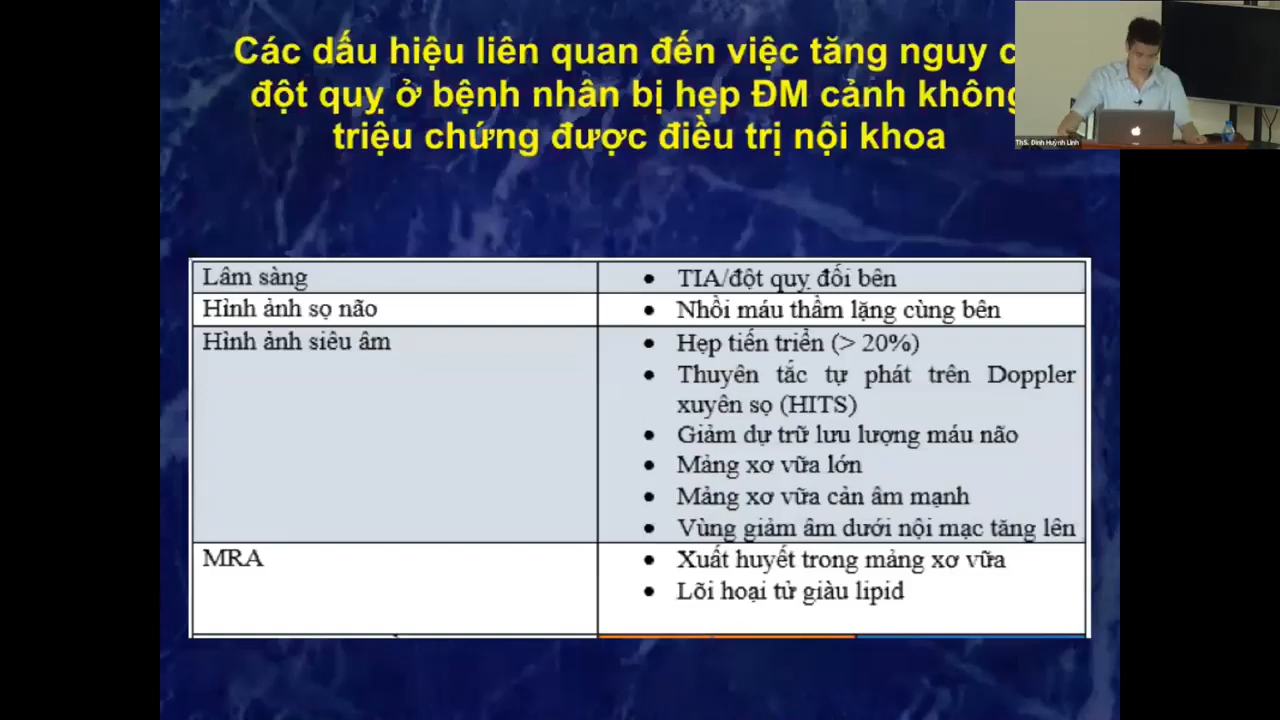 Các dấu hiệu liên quan đến việc tăng nguy c
đột quỵ ở bệnh nhân bị hẹp ĐM cảnh không
triệu chứng được điều trị nội khoa
ThS. Đinh Huỳnh Linh
Lâm sàng
• TIA/đột quỵ đối bên
Hình ảnh sọ não
• Nhồi máu thầm lặng cùng bên
Hình ảnh siêu âm
• Hẹp tiến triển (> 20%)
• Thuyên tắc tự phát trên Doppler
xuyên sọ (HITS)
• Giảm dự trữ lưu lượng máu não
• Mảng xơ vữa lớn
• Mảng xơ vữa cản âm mạnh
• Vùng giảm âm dưới nội mạc tăng lên
MRA
• Xuất huyết trong mảng xơ vữa
• Lõi hoại tử giàu lipid